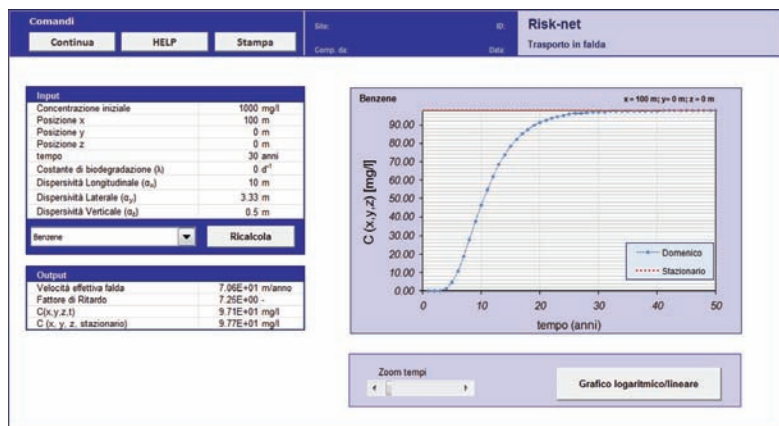 Comandi
Continua
HELP
Stampa
Site:
ID:
Comp. da:
Data:
Risk-net
Trasporto in falda
Input
Concentrazione iniziale 1000 mg/l
Posizione x 100 m
Posizione y 0 m
Posizione z 0 m
tempo 30 anni
Costante di biodegradazione (λ) 0 d⁻¹
Dispersività Longitudinale (αx) 10 m
Dispersività Laterale (αy) 3.33 m
Dispersività Verticale (αz) 0.5 m
Benzene
Ricalcola
Output
Velocità effettiva falda 7.06E+01 m/anno
Fattore di Ritardo 7.25E+00 -
C(x,y,z,t) 9.71E+01 mg/l
C (x, y, z, stazionario) 9.77E+01 mg/l
Benzene
x = 100 m; y= 0 m; z = 0 m
C (x,y,z) [mg/l]
90.00
80.00
70.00
60.00
50.00
40.00
30.00
20.00
10.00
0.00
0 10 20 30 40 50
tempo (anni)
Domenico
Stazionario
Zoom tempi
Grafico logaritmico/lineare